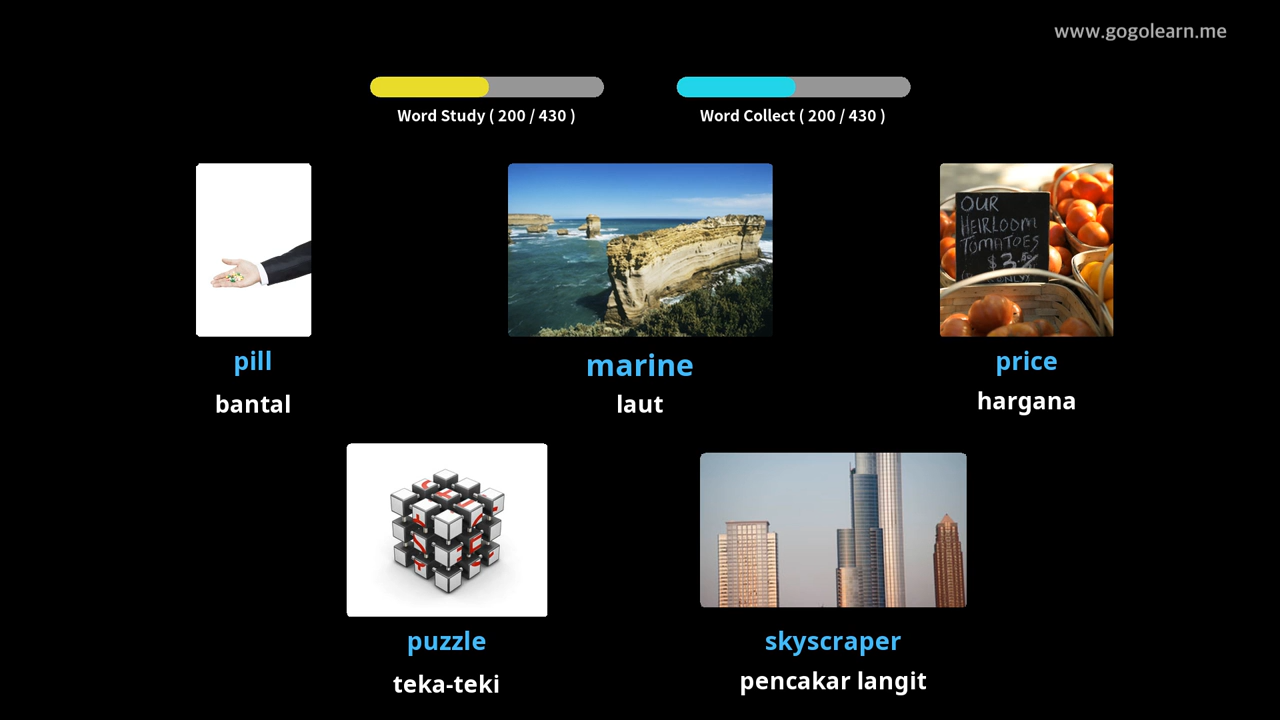 www.gogolearn.me
Word Study ( 200 / 430 )
Word Collect ( 200 / 430 )
OUR
HEIRLOOM
TOMATOES
pill
marine
price
bantal
laut
hargana
puzzle
skyscraper
teka-teki
pencakar langit